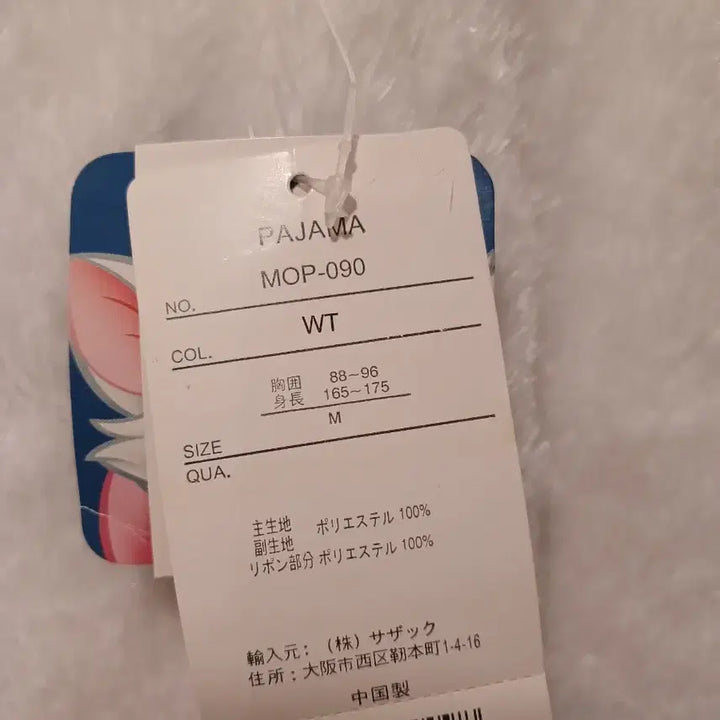 PAJAMA
NO. MOP-090
COL. WT
胸囲 88~96
身長 165~175
SIZE M
QUA.
主生地 ポリエステル 100%
副生地
リボン部分 ポリエステル 100%
輸入元:(株)サザック
住所:大阪市西区靭本町1-4-16
中国製